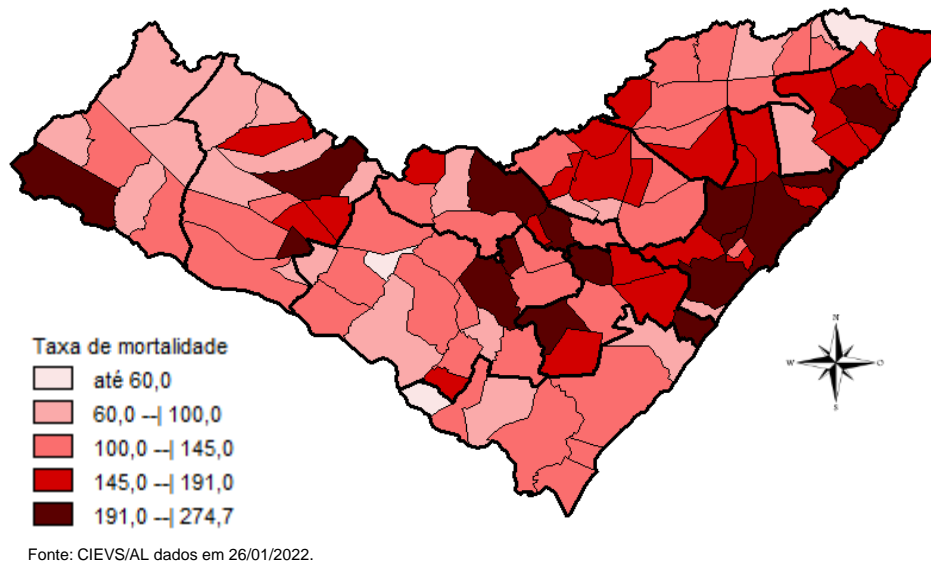 Taxa de mortalidade
até 60,0
60,0 --| 100,0
100,0 --| 145,0
145,0 --| 191,0
191,0 --| 274,7
N
W
O
S
Fonte: CIEVS/AL dados em 26/01/2022.